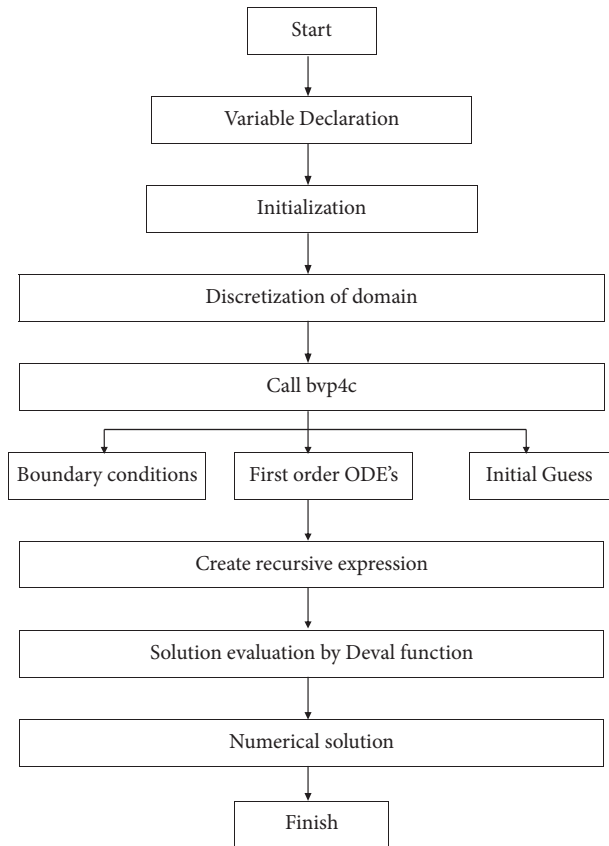 Start
Variable Declaration
Initialization
Discretization of domain
Call bvp4c
Boundary conditions
First order ODE's
Initial Guess
Create recursive expression
Solution evaluation by Deval function
Numerical solution
Finish